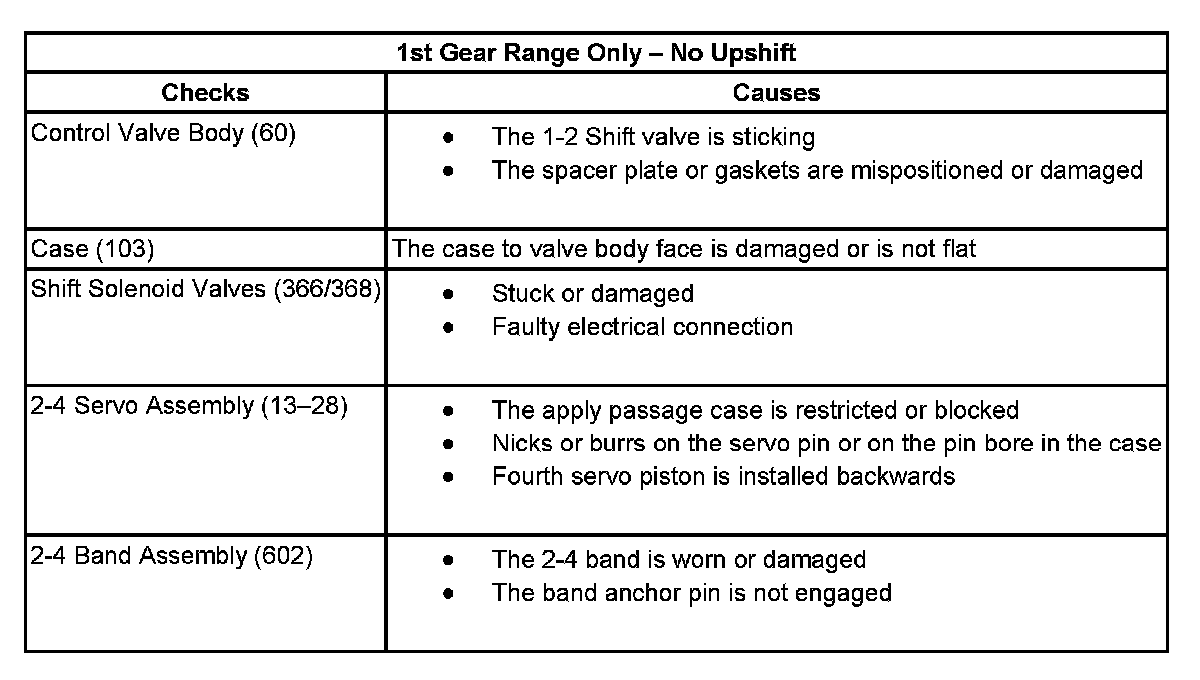 1st Gear Range Only – No Upshift
Checks
Causes
Control Valve Body (60)
● The 1-2 Shift valve is sticking
● The spacer plate or gaskets are mispositioned or damaged
Case (103)
The case to valve body face is damaged or is not flat
Shift Solenoid Valves (366/368)
● Stuck or damaged
● Faulty electrical connection
2-4 Servo Assembly (13–28)
● The apply passage case is restricted or blocked
● Nicks or burrs on the servo pin or on the pin bore in the case
● Fourth servo piston is installed backwards
2-4 Band Assembly (602)
● The 2-4 band is worn or damaged
● The band anchor pin is not engaged